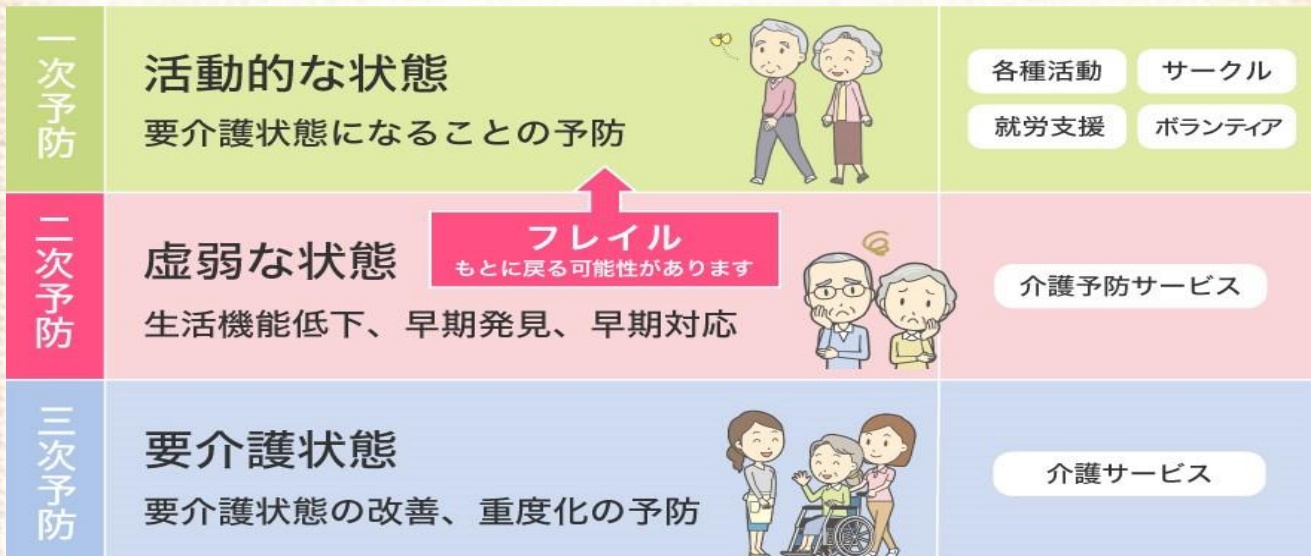 一次予防
活動的な状態
要介護状態になることの予防
各種活動
サークル
就労支援
ボランティア
二次予防
虚弱な状態
フレイル
もとに戻る可能性があります
生活機能低下、早期発見、早期対応
介護予防サービス
三次予防
要介護状態
要介護状態の改善、重度化の予防
介護サービス